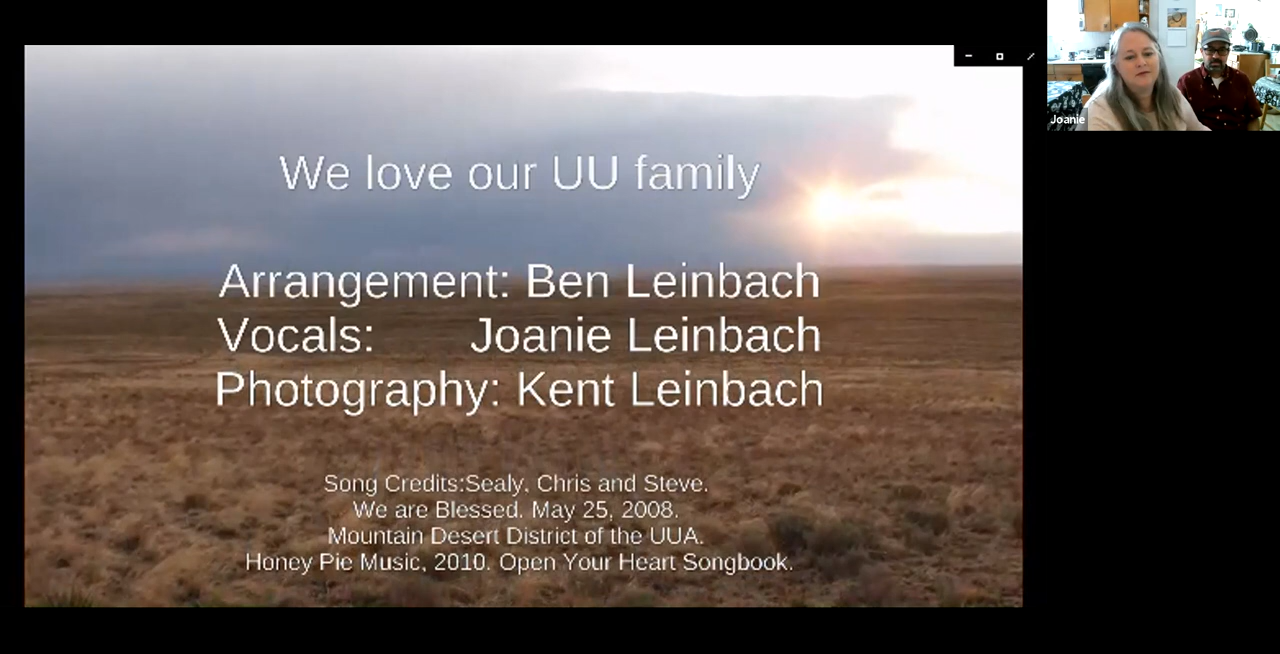 We love our UU family
Arrangement: Ben Leinbach
Vocals: Joanie Leinbach
Photography: Kent Leinbach
Song Credits:Sealy, Chris and Steve.
We are Blessed. May 25, 2008.
Mountain Desert District of the UUA.
Honey Pie Music, 2010. Open Your Heart Songbook.
Joanie